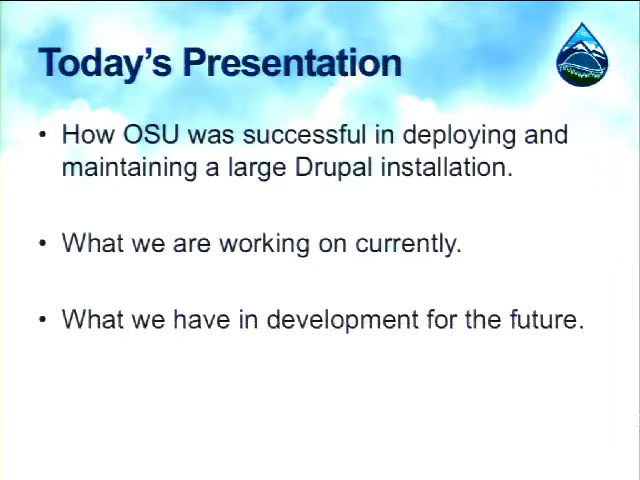 Today's Presentation
• How OSU was successful in deploying and
maintaining a large Drupal installation.
• What we are working on currently.
• What we have in development for the future.